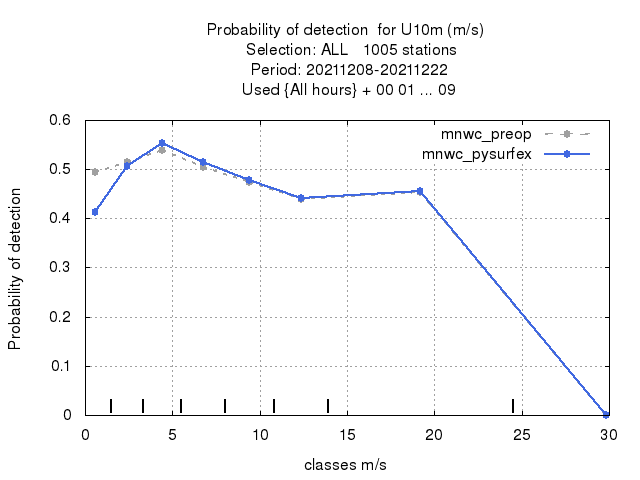 Probability of detection  for U10m (m/s)
Selection: ALL   1005 stations
Period: 20211208-20211222
Used {All hours} + 00 01 ... 09
mnwc_preop
mnwc_pysurfex
Probability of detection
0.6
0.5
0.4
0.3
0.2
0.1
0
0 5 10 15 20 25 30
classes m/s